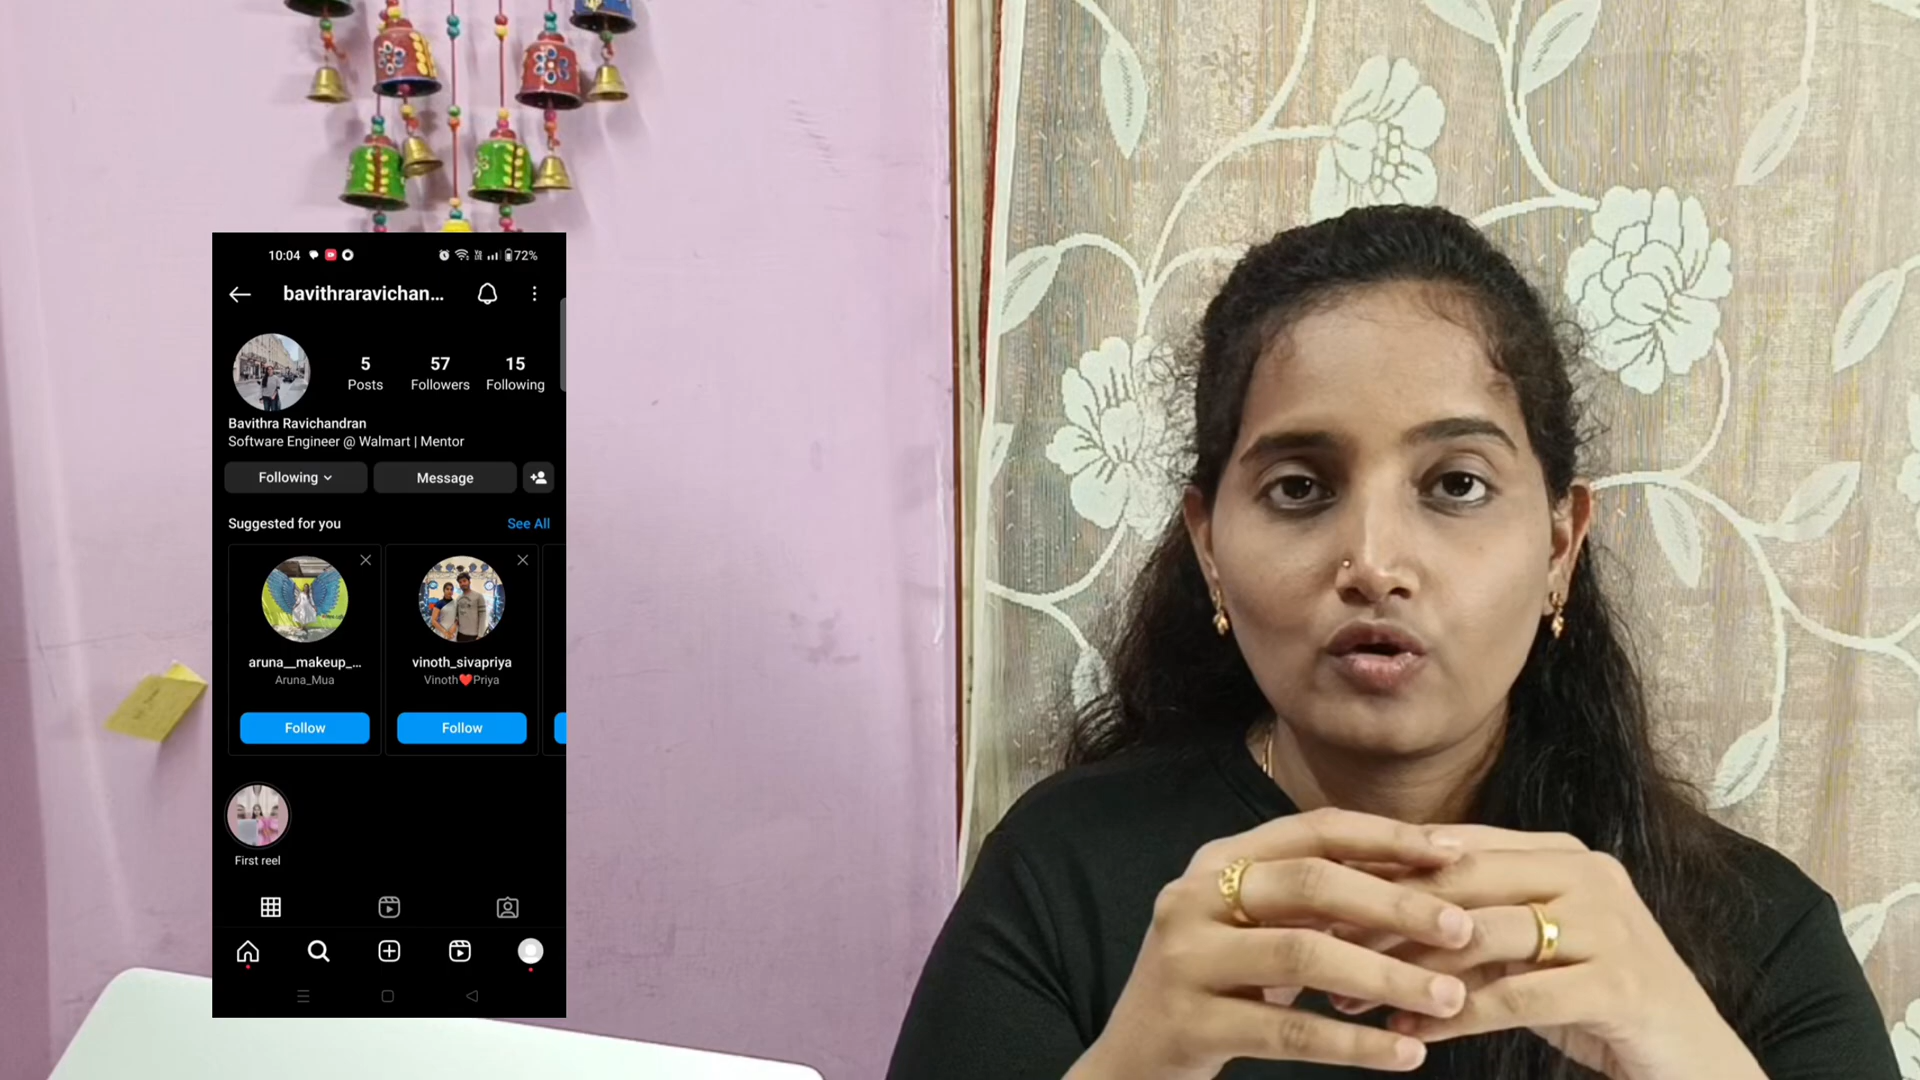 10:04 72%
bavithraravichan...
5 57 15
Posts Followers Following
Bavithra Ravichandran
Software Engineer @ Walmart | Mentor
Following Message
Suggested for you See All
aruna__makeup_... vinoth_sivapriya
Aruna_Mua Vinoth❤️Priya
Follow Follow
First reel